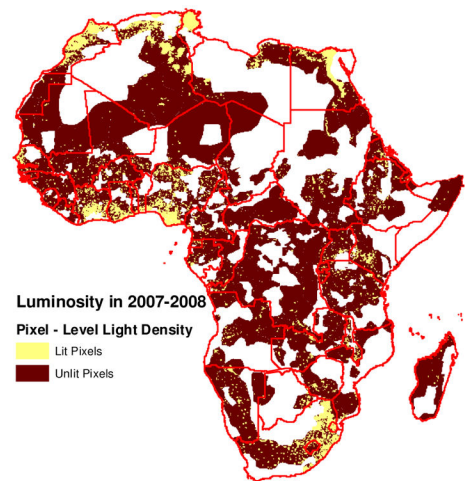 Luminosity in 2007-2008
Pixel - Level Light Density
Lit Pixels
Unlit Pixels